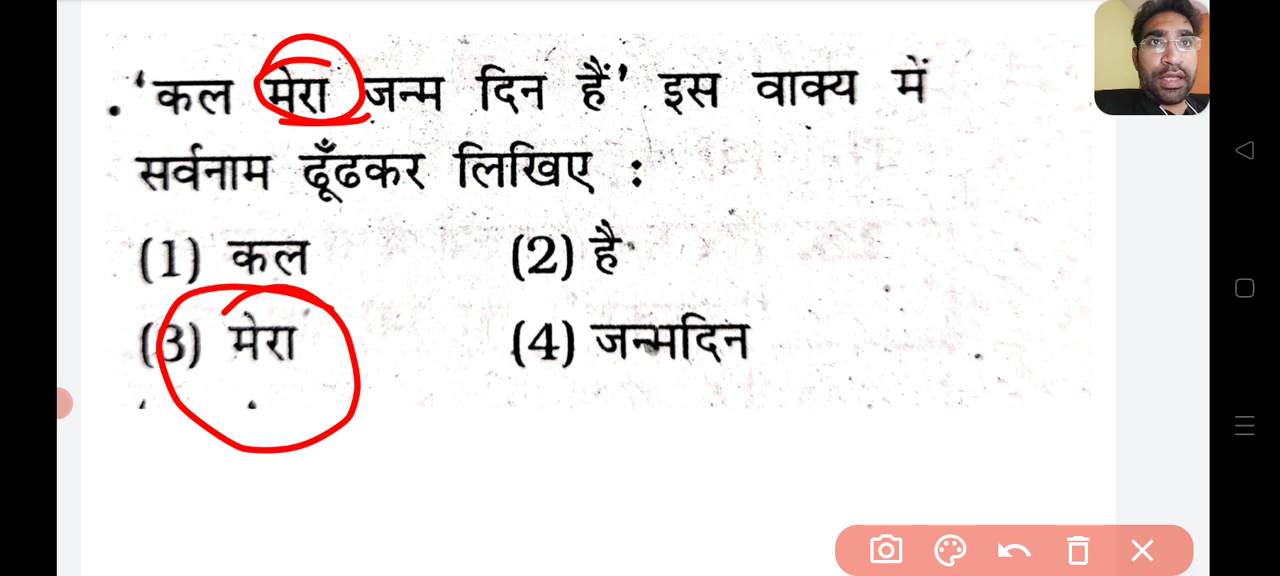 . 'कल मेरा जन्म दिन हैं' इस वाक्य में
सर्वनाम ढूँढकर लिखिए :
(1) कल (2) है
(3) मेरा (4) जन्मदिन